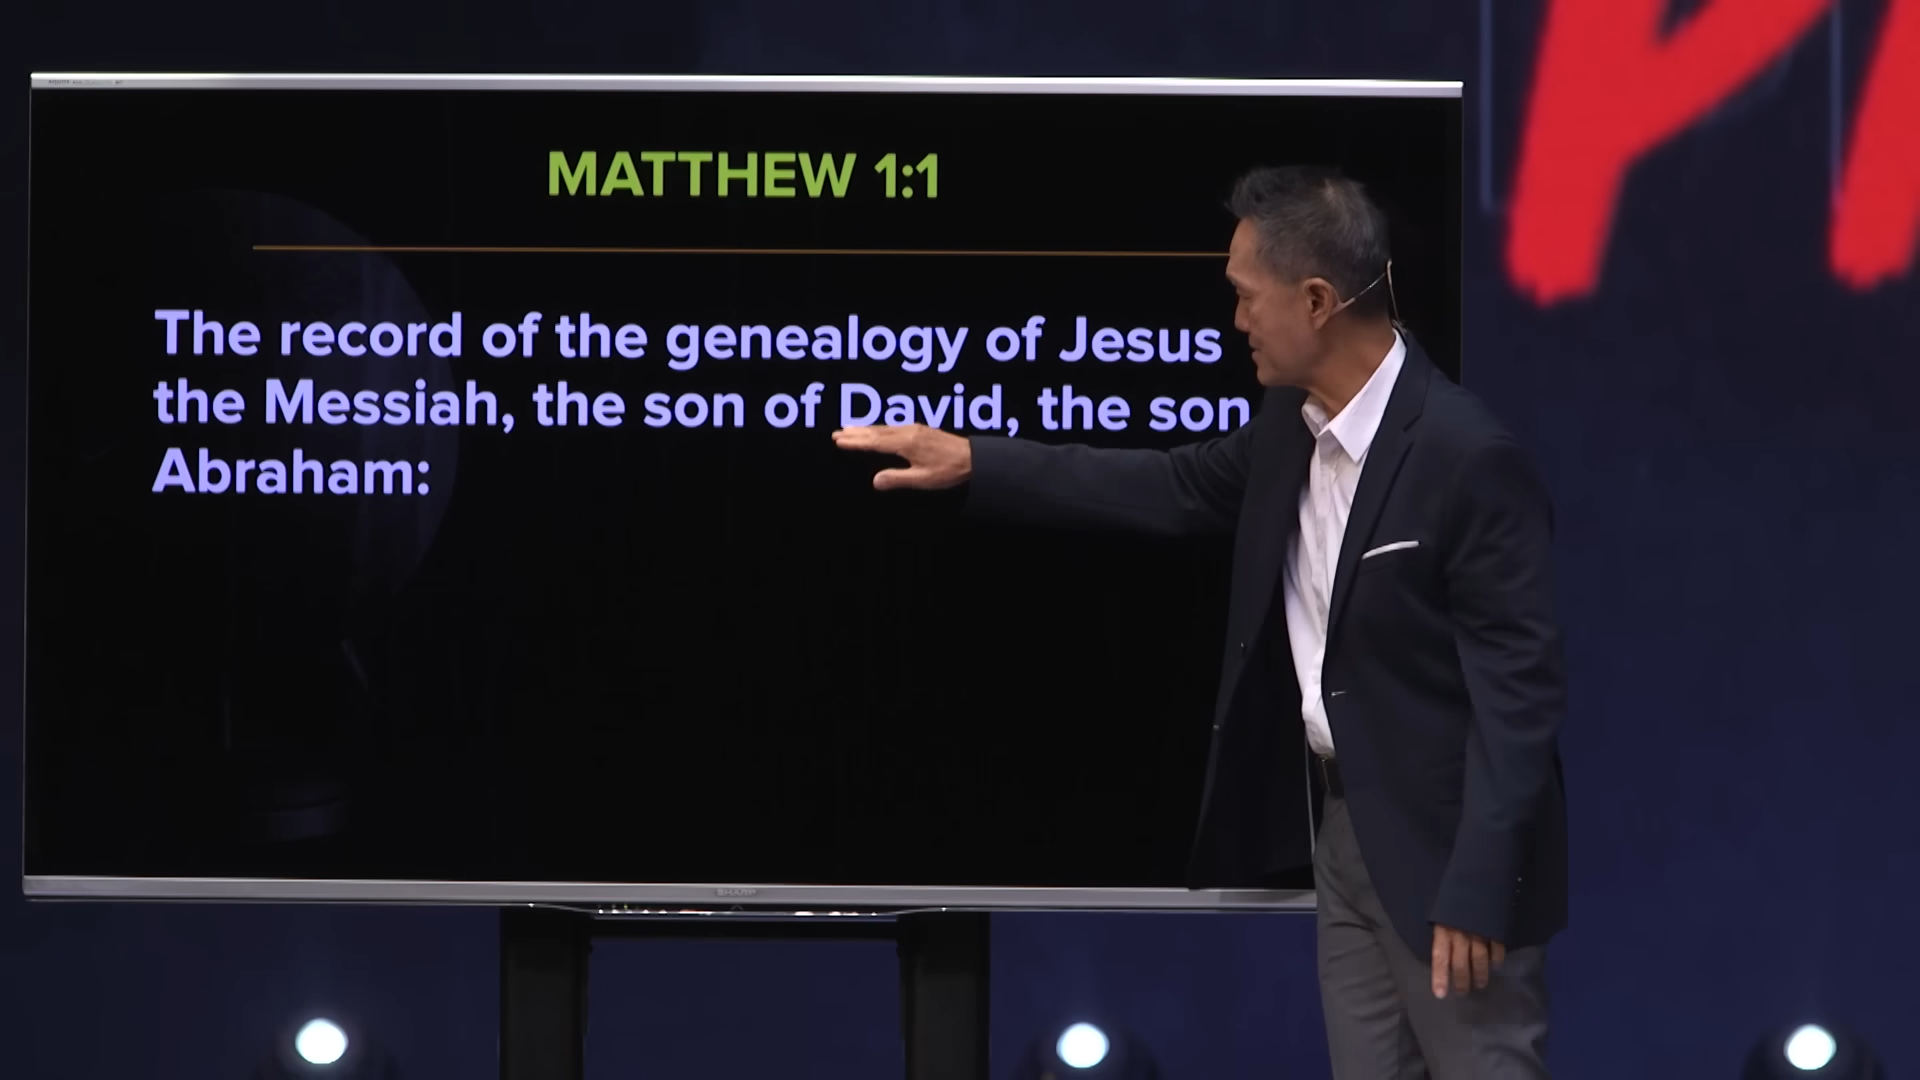 MATTHEW 1:1
The record of the genealogy of Jesus
the Messiah, the son of David, the son
Abraham:
SHARP